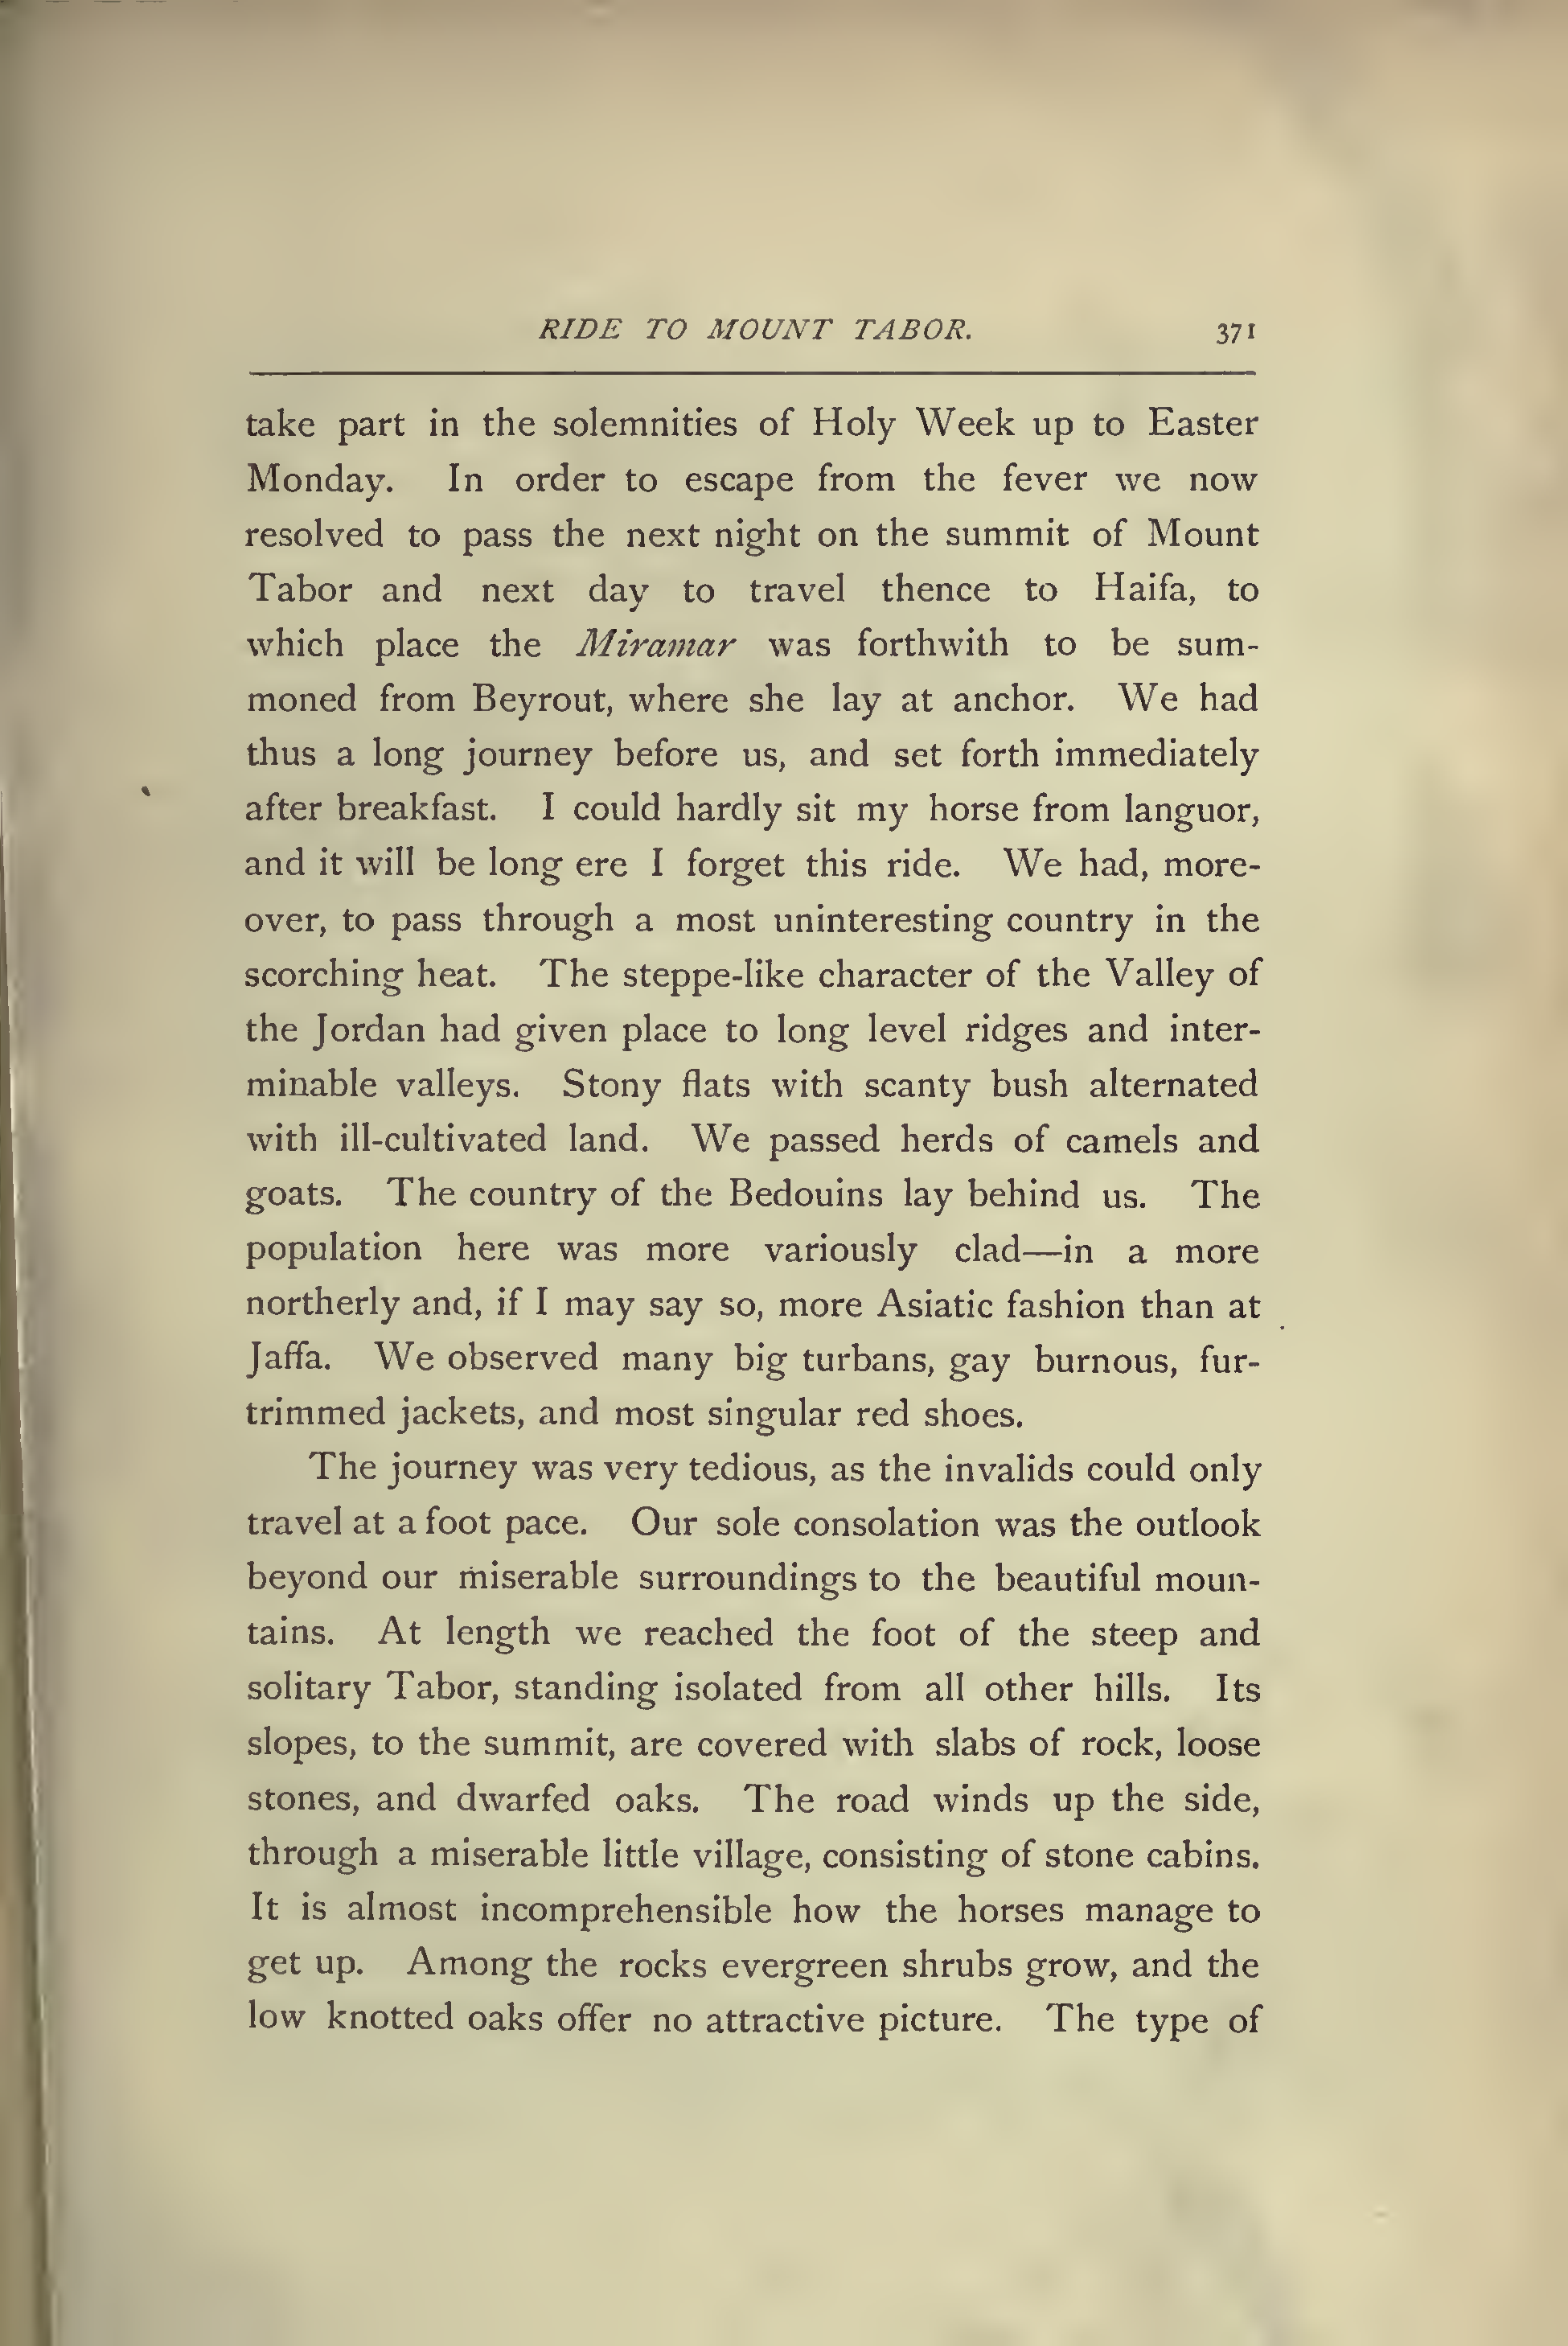 RIDE TO MOUNT TABOR. 371
take part in the solemnities of Holy Week up to Easter
Monday. In order to escape from the fever we now
resolved to pass the next night on the summit of Mount
Tabor and next day to travel thence to Haifa, to
which place the Miramar was forthwith to be sum-
moned from Beyrout, where she lay at anchor. We had
thus a long journey before us, and set forth immediately
after breakfast. I could hardly sit my horse from languor,
and it will be long ere I forget this ride. We had, more-
over, to pass through a most uninteresting country in the
scorching heat. The steppe-like character of the Valley of
the Jordan had given place to long level ridges and inter-
minable valleys. Stony flats with scanty bush alternated
with ill-cultivated land. We passed herds of camels and
goats. The country of the Bedouins lay behind us. The
population here was more variously clad—in a more
northerly and, if I may say so, more Asiatic fashion than at
Jaffa. We observed many big turbans, gay burnous, fur-
trimmed jackets, and most singular red shoes.
The journey was very tedious, as the invalids could only
travel at a foot pace. Our sole consolation was the outlook
beyond our miserable surroundings to the beautiful moun-
tains. At length we reached the foot of the steep and
solitary Tabor, standing isolated from all other hills. Its
slopes, to the summit, are covered with slabs of rock, loose
stones, and dwarfed oaks. The road winds up the side,
through a miserable little village, consisting of stone cabins.
It is almost incomprehensible how the horses manage to
get up. Among the rocks evergreen shrubs grow, and the
low knotted oaks offer no attractive picture. The type of